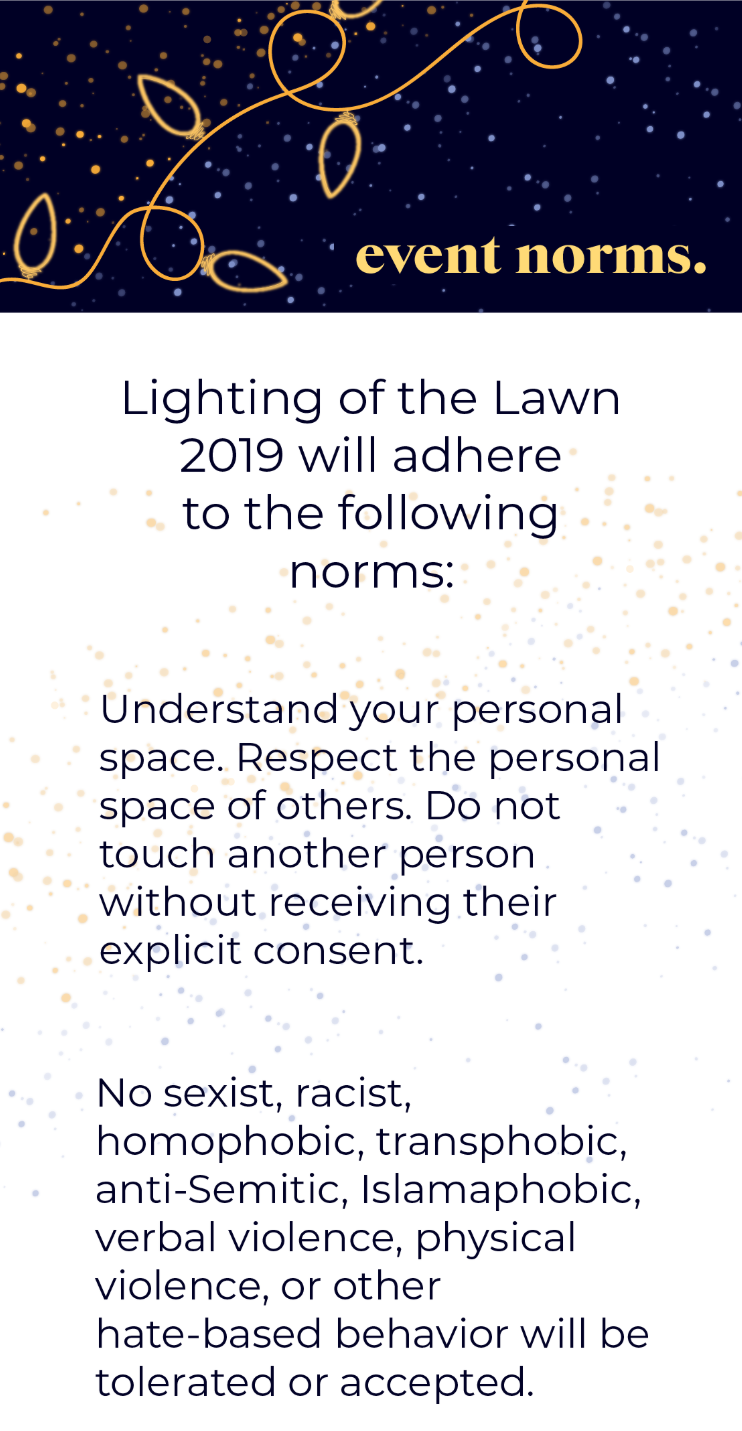 event norms.
Lighting of the Lawn
2019 will adhere
to the following
norms:
Understand your personal
space. Respect the personal
space of others. Do not
touch another person
without receiving their
explicit consent.
No sexist, racist,
homophobic, transphobic,
anti-Semitic, Islamaphobic,
verbal violence, physical
violence, or other
hate-based behavior will be
tolerated or accepted.